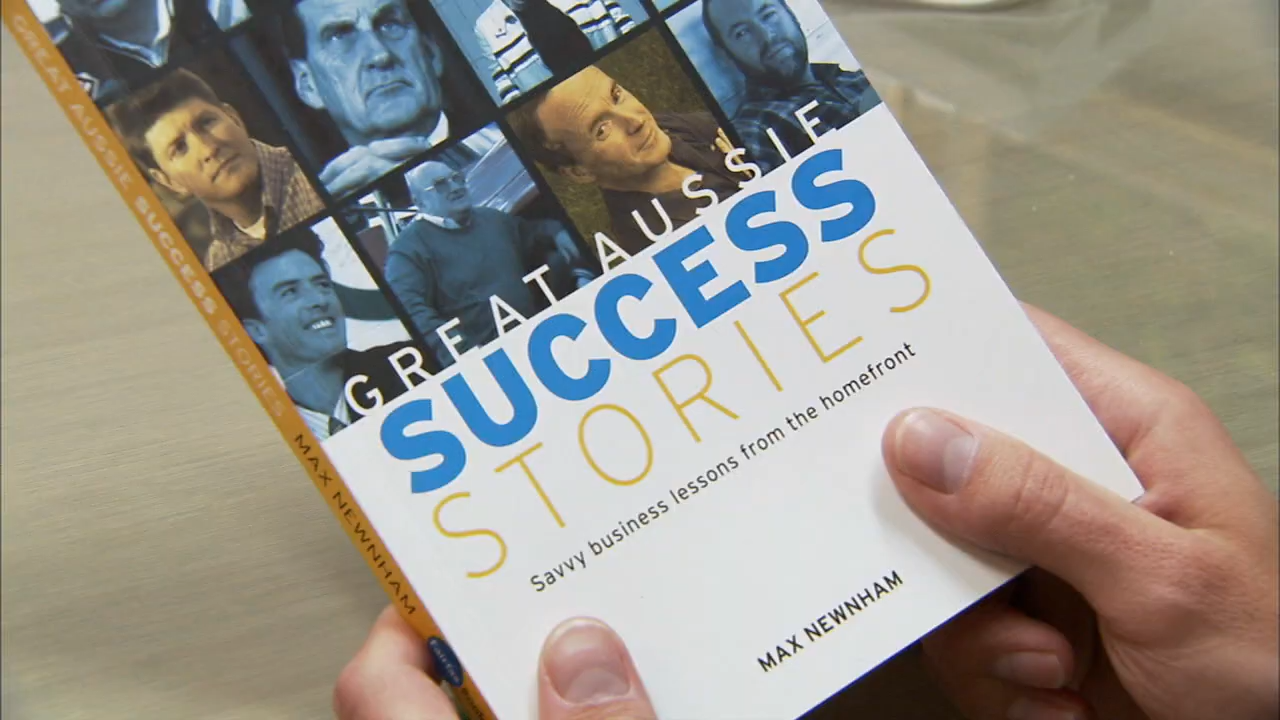 GREAT AUSSIE
SUCCESS
STORIES
Savvy business lessons from the homefront
MAX NEWNHAM
GREAT AUSSIE SUCCESS STORIES MAX NEWNHAM